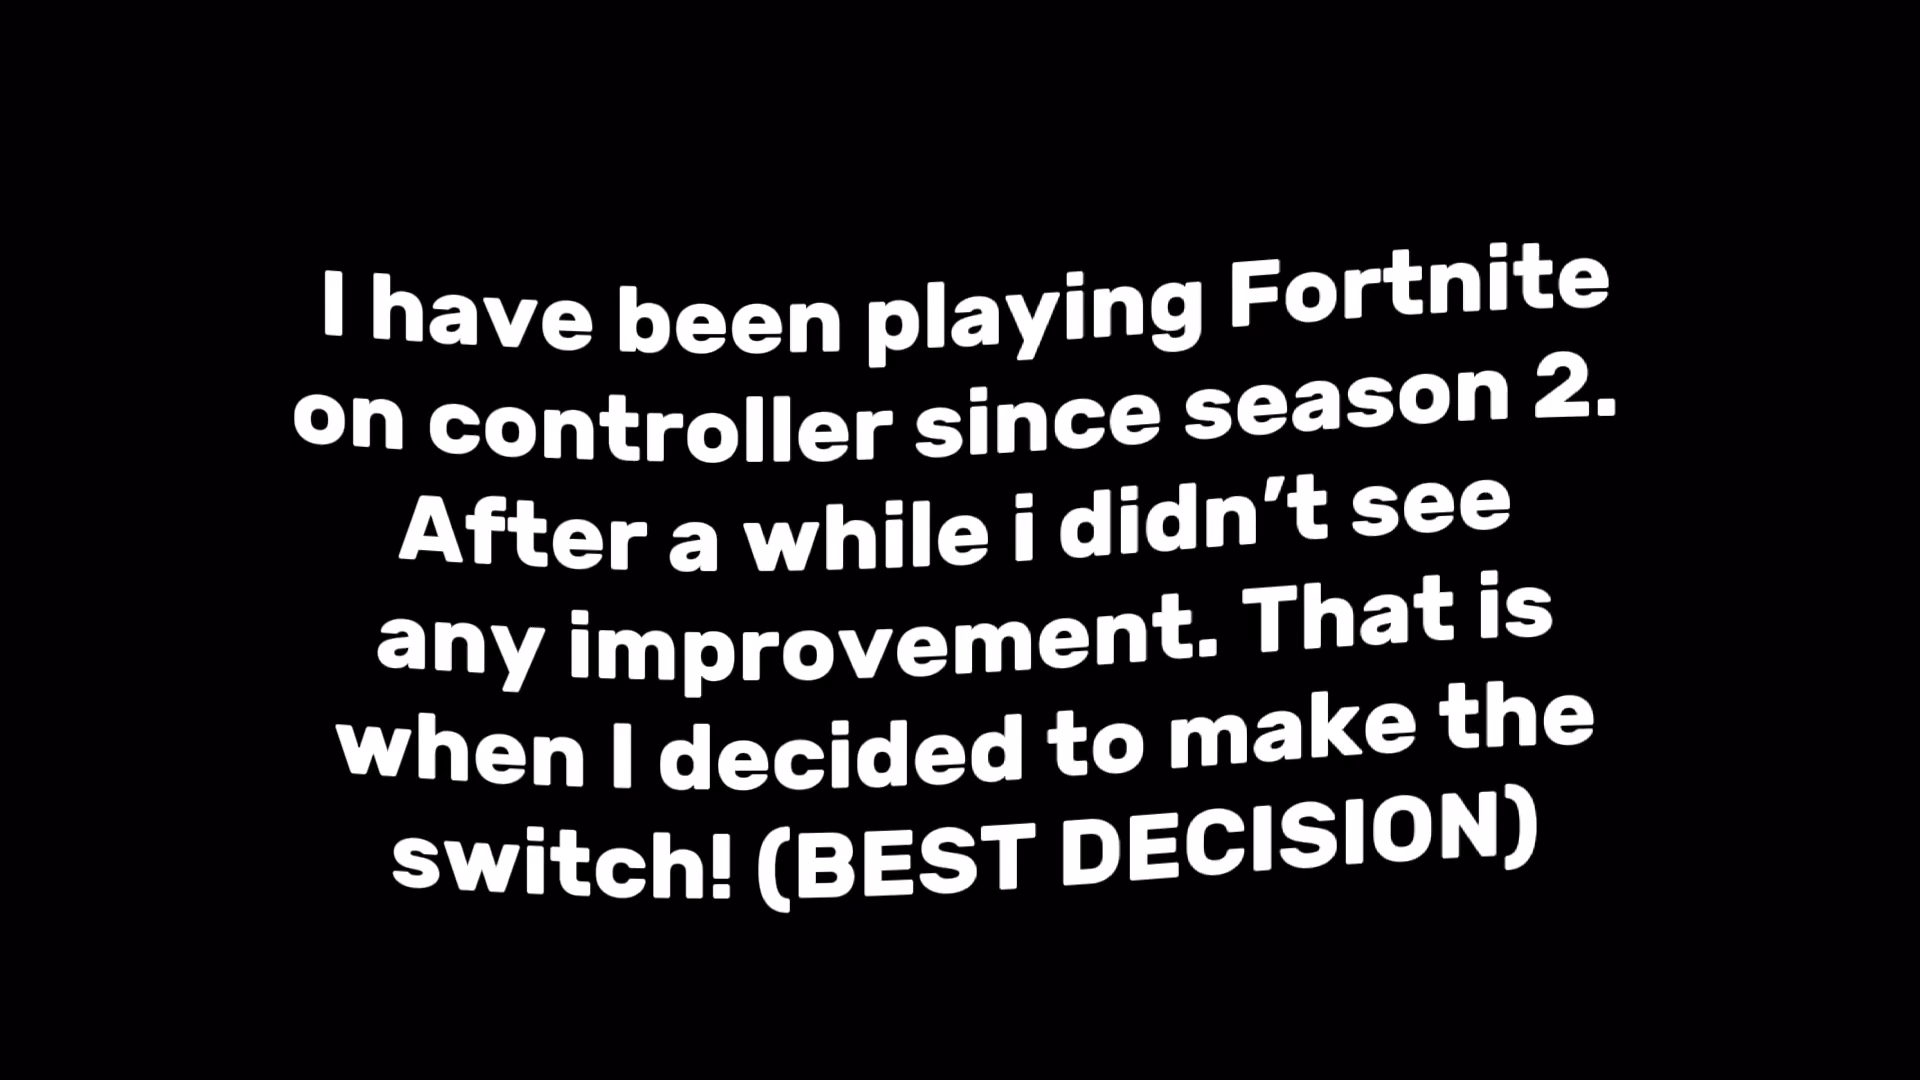 I have been playing Fortnite
on controller since season 2.
After a while i didn’t see
any improvement. That is
when I decided to make the
switch! (BEST DECISION)